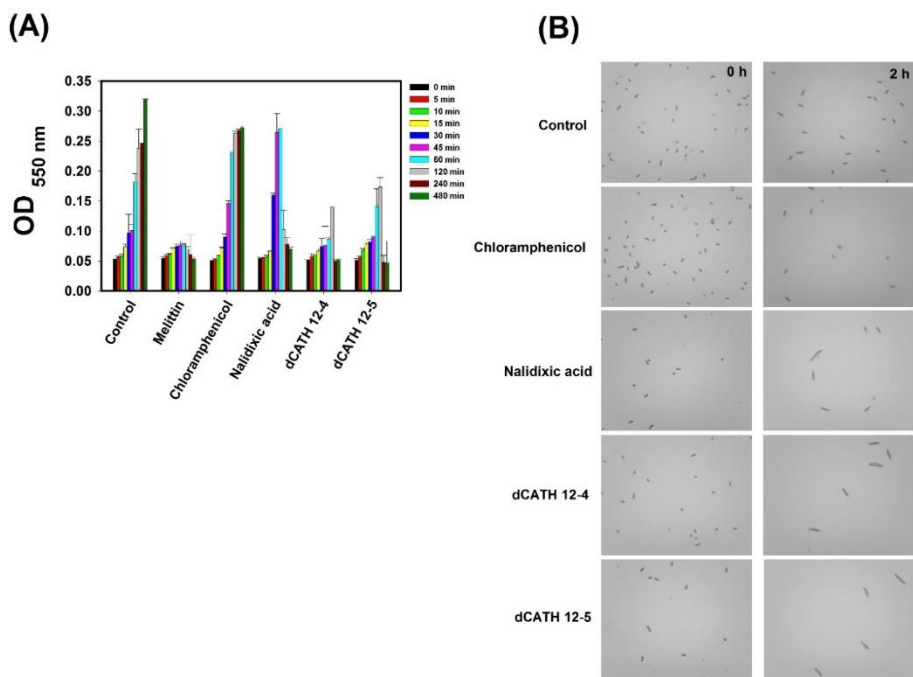 (A)
(B)
0.35
0.30
0.25
0.20
0.15
0.10
0.05
0.00
OD 550 nm
0 min
5 min
10 min
15 min
30 min
45 min
60 min
120 min
240 min
480 min
Control
Melittin
Chloramphenicol
Nalidixic acid
dCATH 12-4
dCATH 12-5
0 h
2 h
Control
Chloramphenicol
Nalidixic acid
dCATH 12-4
dCATH 12-5